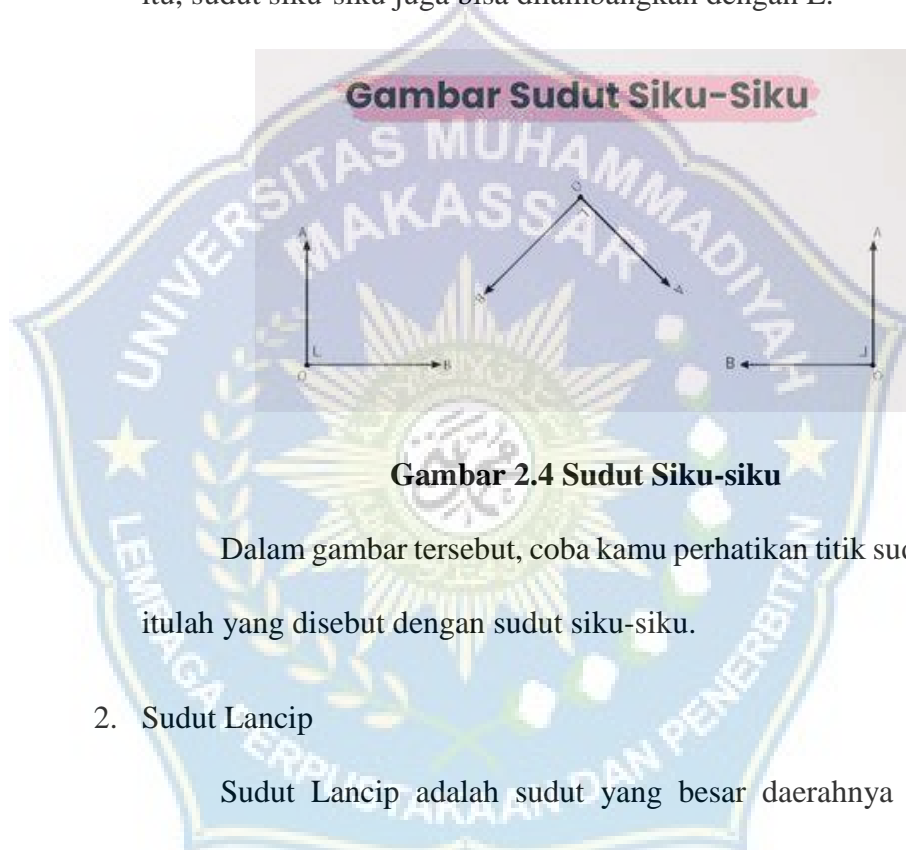 itu, sudut siku-siku juga bisa dilambangkan dengan L.
Gambar Sudut Siku-Siku
UNIVERSITAS MUHAMMADIYAH
MAKASSAR
A
O
B
O
B
A
A
B
O
Gambar 2.4 Sudut Siku-siku
Dalam gambar tersebut, coba kamu perhatikan titik
itulah yang disebut dengan sudut siku-siku.
2. Sudut Lancip
Sudut Lancip adalah sudut yang besar daerahnya
LEMBAGA PERPUSTAKAAN DAN PENERBITAN